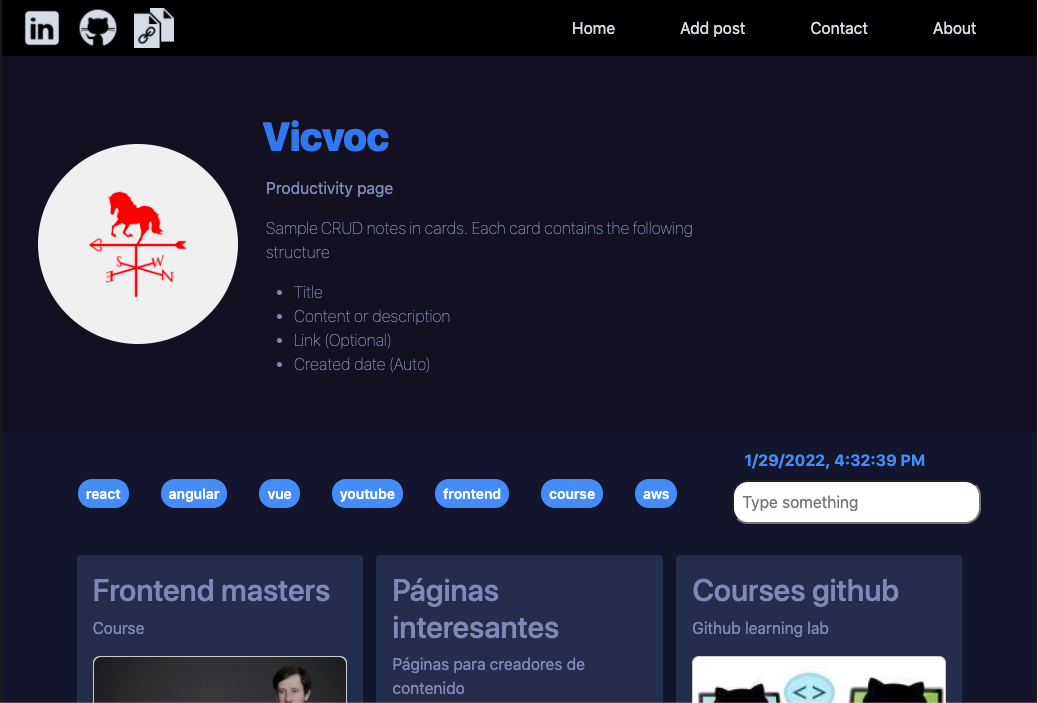 in
Home Add post Contact About
Vicvoc
Productivity page
Sample CRUD notes in cards. Each card contains the following
structure
Title
Content or description
Link (Optional)
Created date (Auto)
S W
E N
1/29/2022, 4:32:39 PM
react angular vue youtube frontend course aws
Type something
Frontend masters
Course
Páginas
interesantes
Páginas para creadores de
contenido
Courses github
Github learning lab
<>